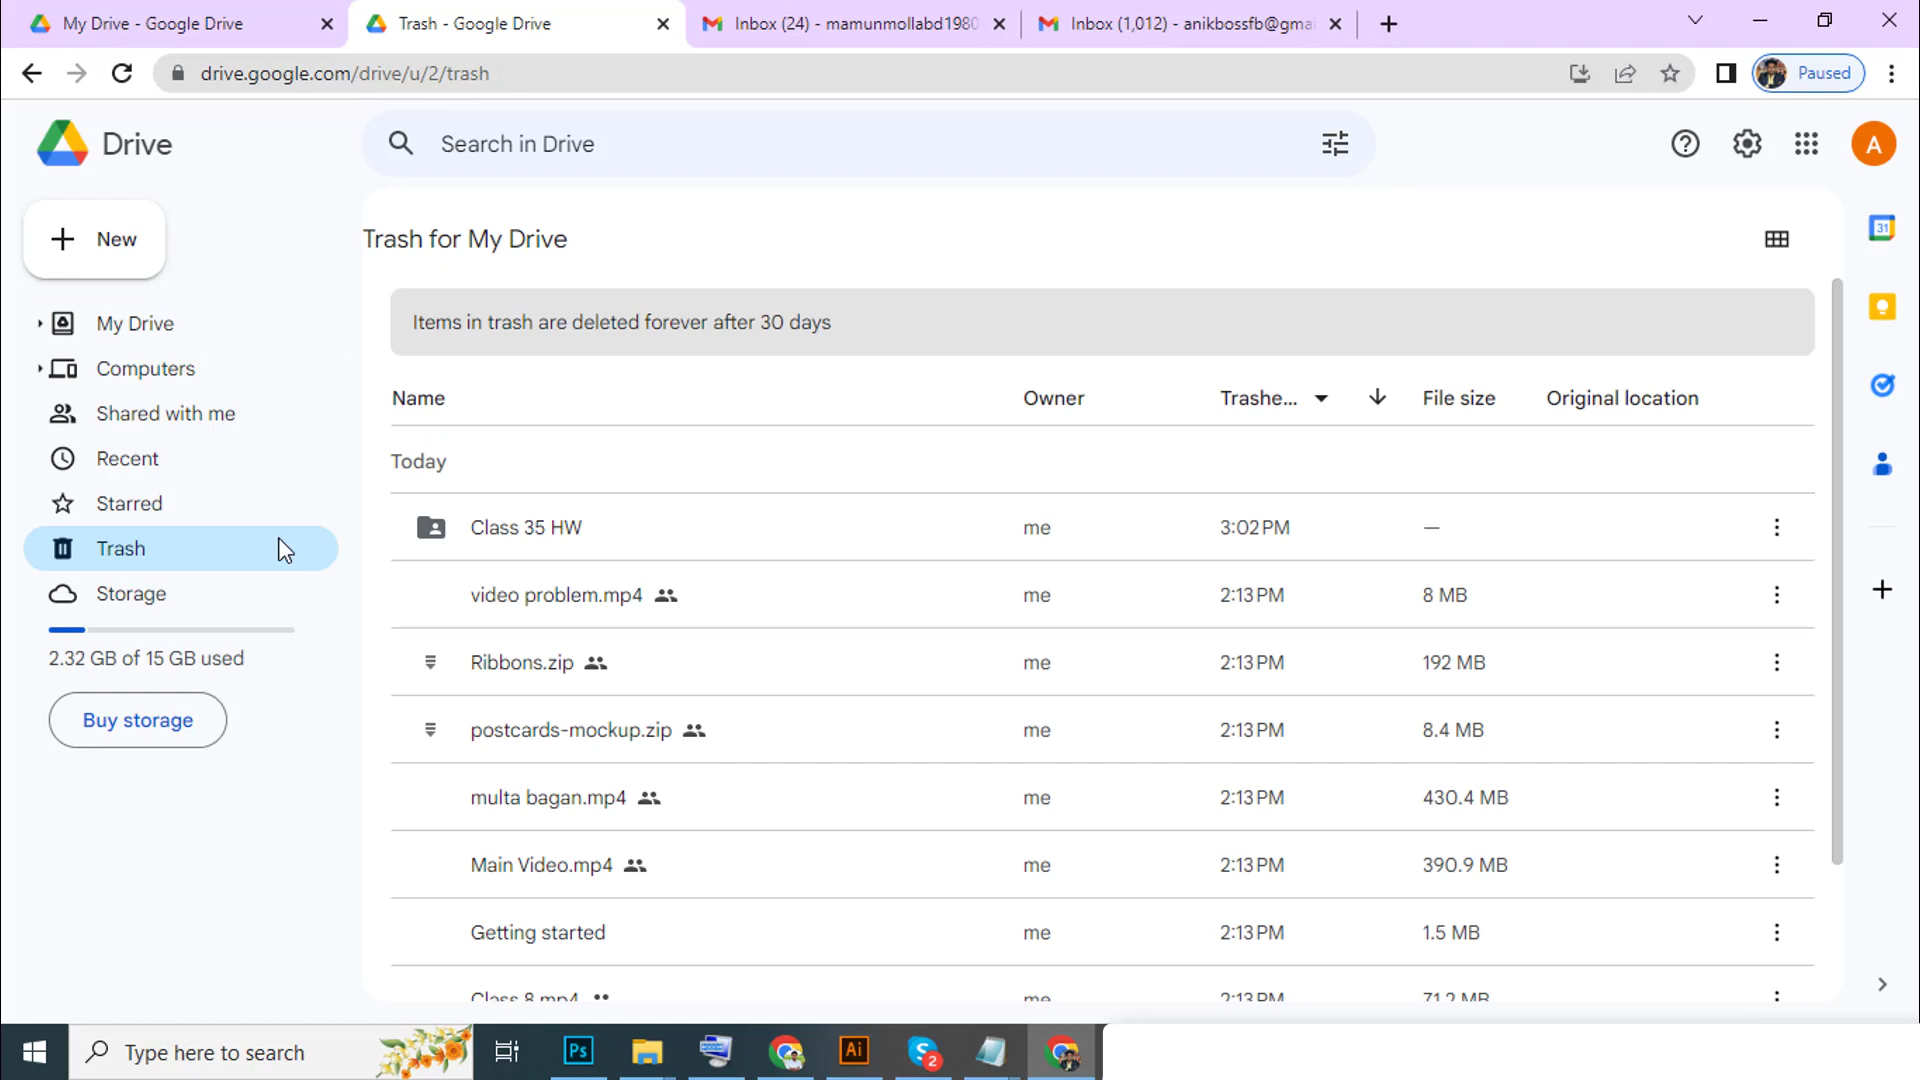 My Drive - Google Drive
Trash - Google Drive
Inbox (24) - mamunmollabd1980
Inbox (1,012) - anikbossfb@gmai
drive.google.com/drive/u/2/trash
Paused
Drive
Search in Drive
A
New
Trash for My Drive
31
My Drive
Items in trash are deleted forever after 30 days
Computers
Name Owner Trashe... File size Original location
Shared with me
Recent
Today
Starred
Class 35 HW me 3:02 PM —
Trash
video problem.mp4 me 2:13 PM 8 MB
Storage
2.32 GB of 15 GB used
Ribbons.zip me 2:13 PM 192 MB
Buy storage
postcards-mockup.zip me 2:13 PM 8.4 MB
multa bagan.mp4 me 2:13 PM 430.4 MB
Main Video.mp4 me 2:13 PM 390.9 MB
Getting started me 2:13 PM 1.5 MB
Class 8.mp4 me 2:13 PM 71.2 MB
Type here to search
Ps
Ai
S
2